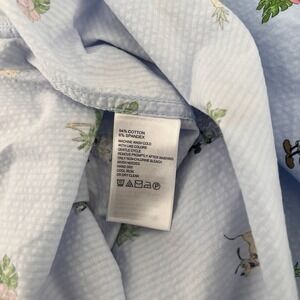 94% COTTON
6% SPANDEX
MACHINE WASH COLD
WITH LIKE COLORS
GENTLE CYCLE
REMOVE PROMPTLY AFTER WASHING
ONLY NON-CHLORINE BLEACH
WHEN NEEDED
HANG DRY
COOL IRON
OR DRY CLEAN